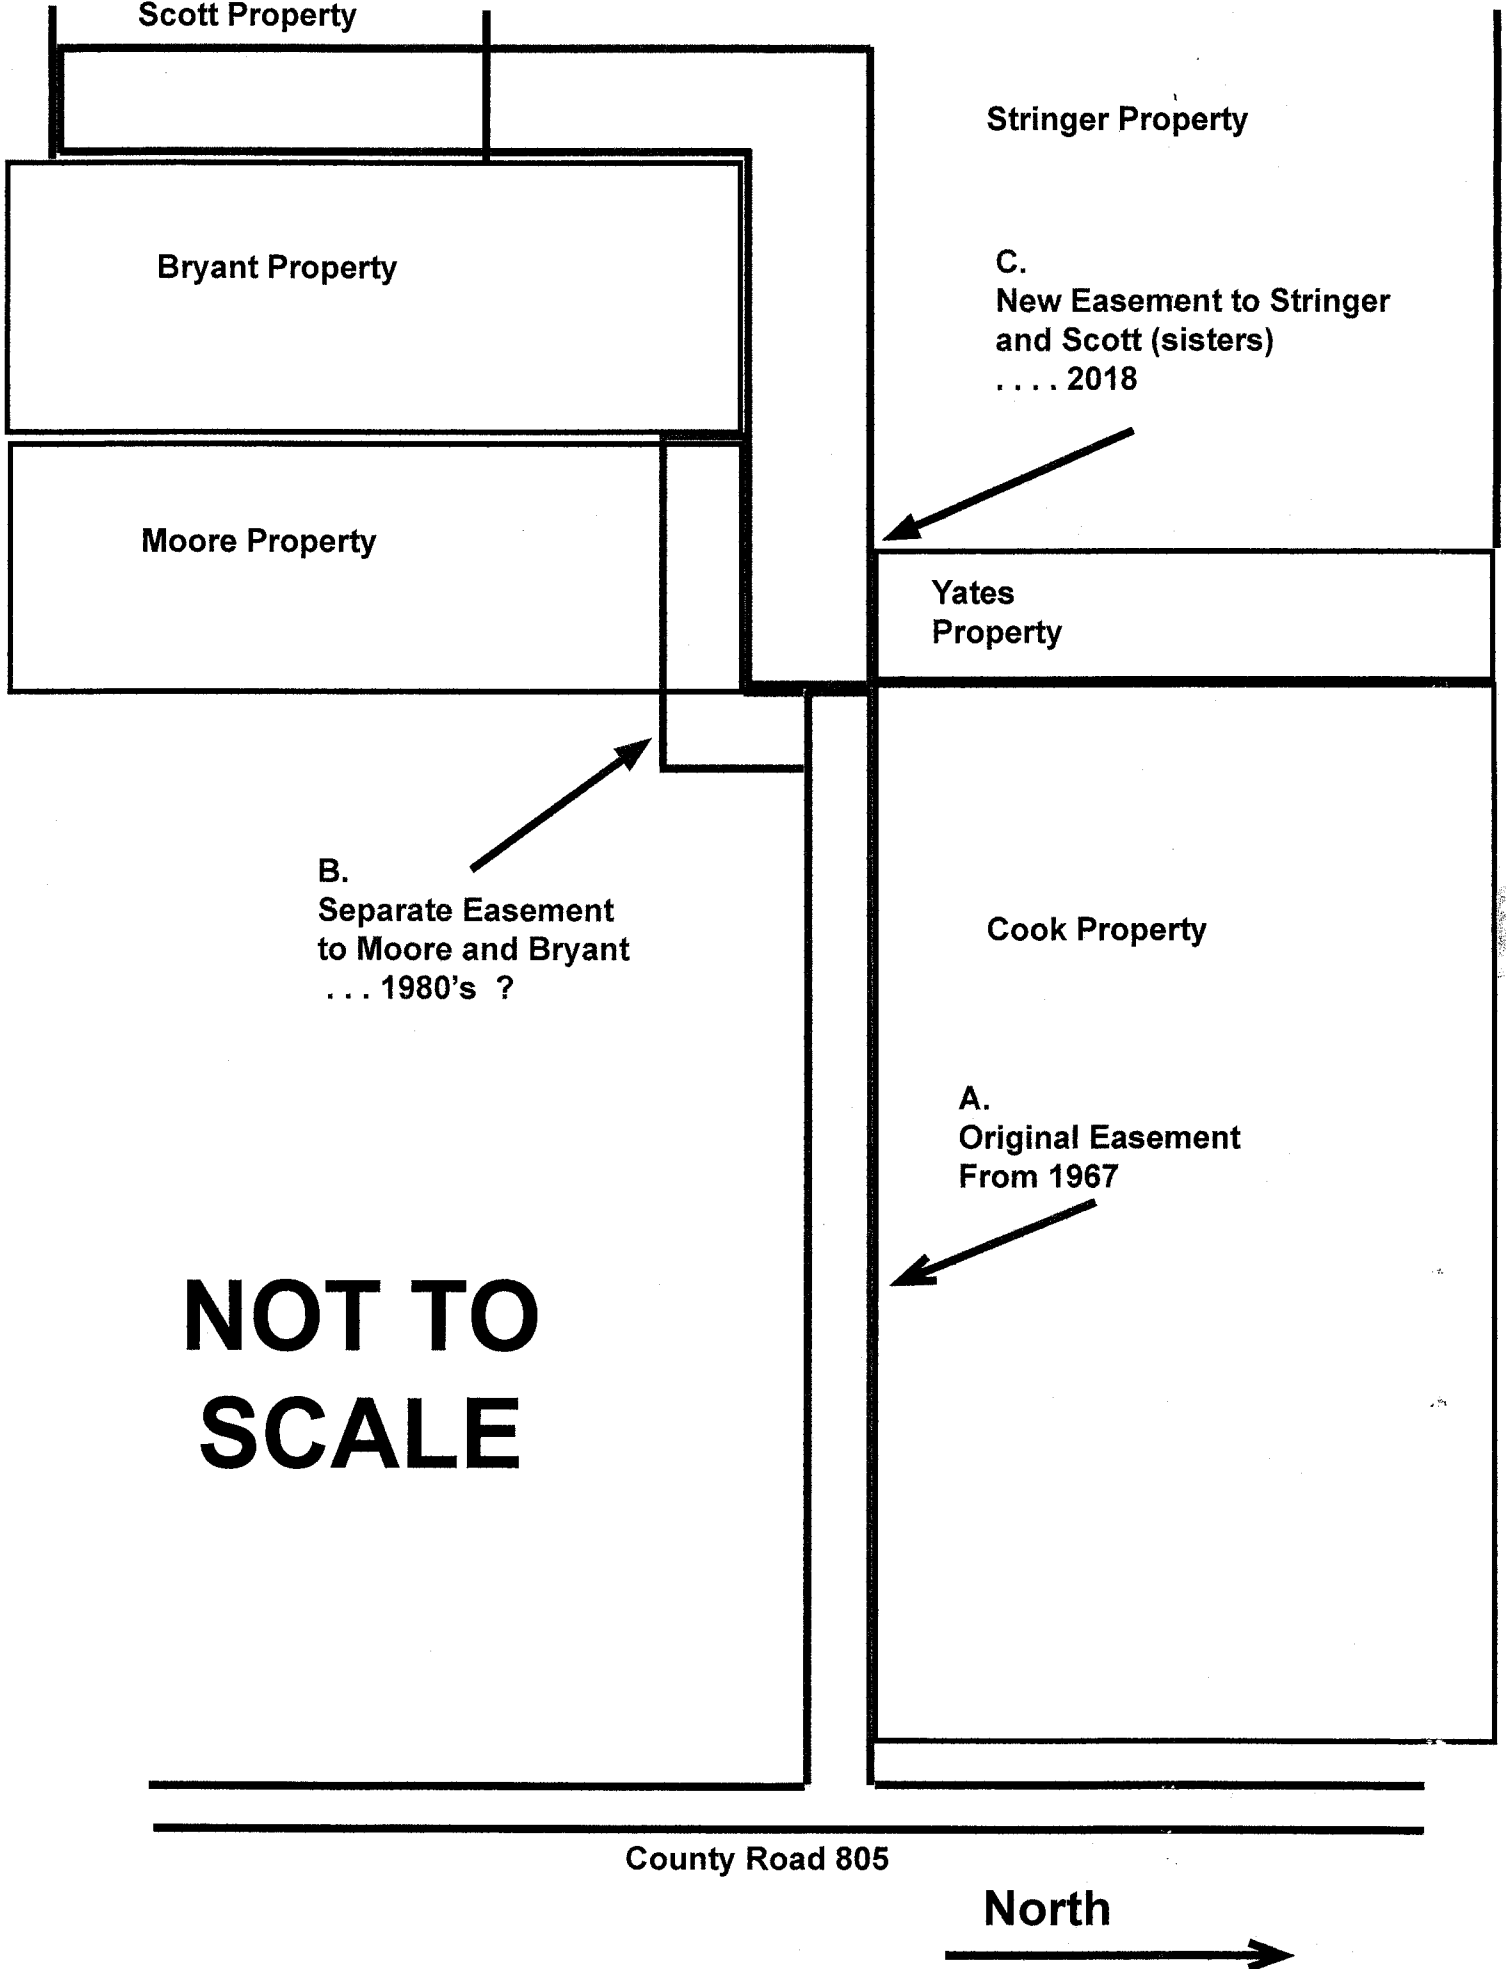 Scott Property
Stringer Property
Bryant Property
C.
New Easement to Stringer
and Scott (sisters)
. . . . 2018
Moore Property
Yates
Property
B.
Separate Easement
to Moore and Bryant
. . . 1980's ?
Cook Property
A.
Original Easement
From 1967
NOT TO
SCALE
County Road 805
North